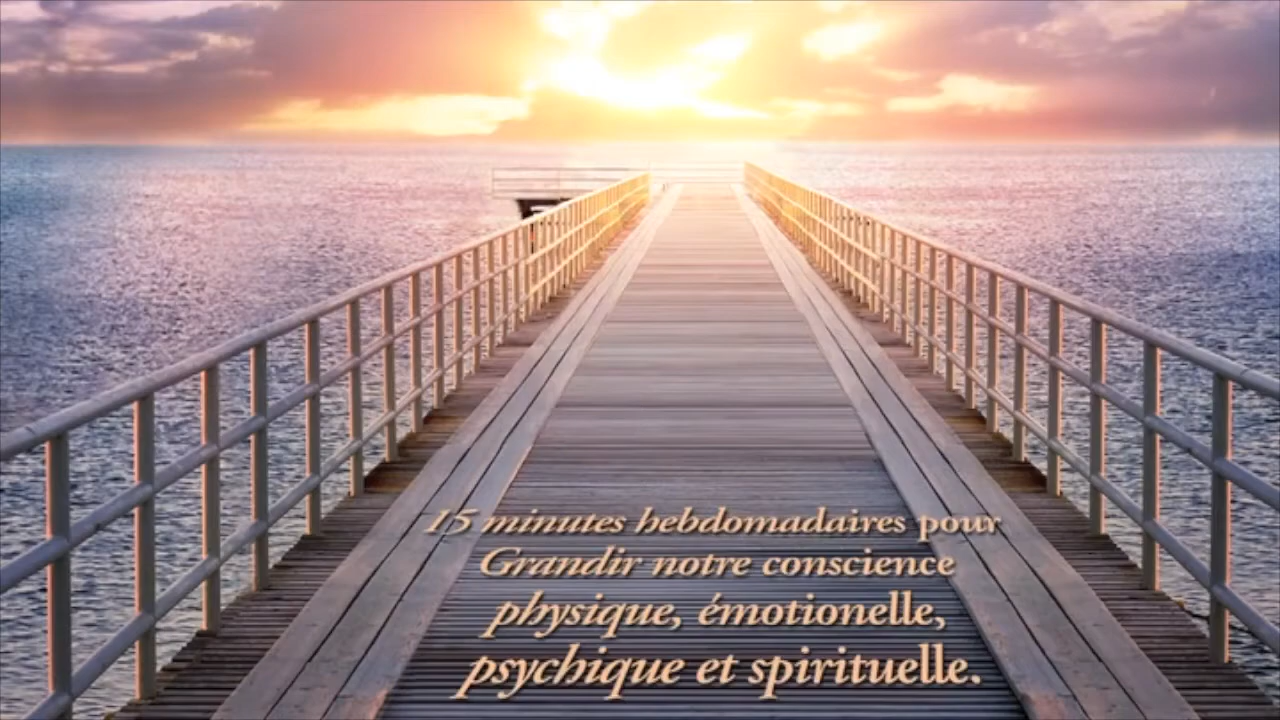 15 minutes hebdomadaires pour
Grandir notre conscience
physique, émotionelle,
psychique et spirituelle.